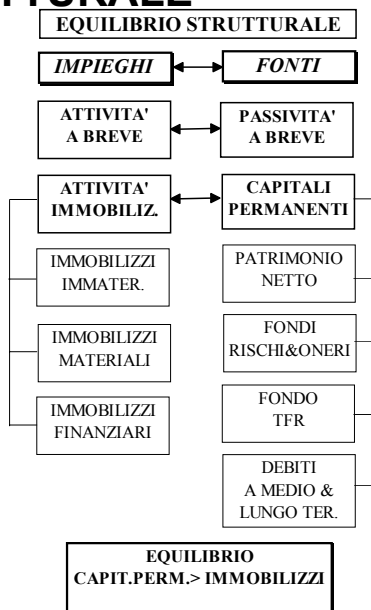 EQUILIBRIO STRUTTURALE
IMPIEGHI
FONTI
ATTIVITA'
A BREVE
PASSIVITA'
A BREVE
ATTIVITA'
IMMOBILIZ.
CAPITALI
PERMANENTI
IMMOBILIZZI
IMMATER.
PATRIMONIO
NETTO
IMMOBILIZZI
MATERIALI
FONDI
RISCHI&ONERI
IMMOBILIZZI
FINANZIARI
FONDO
TFR
DEBITI
A MEDIO &
LUNGO TER.
EQUILIBRIO
CAPIT.PERM.> IMMOBILIZZI